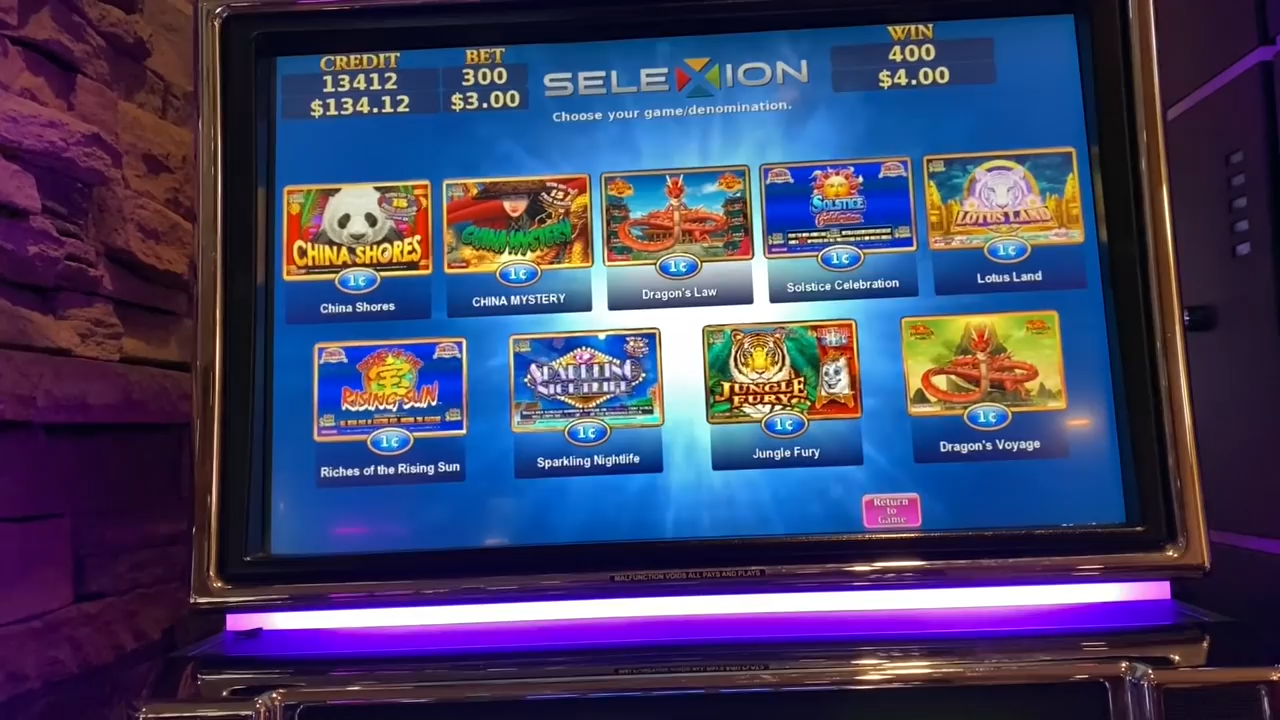 CREDIT
13412
$134.12
BET
300
$3.00
SELEXION
Choose your game/denomination.
WIN
400
$4.00
CHINA SHORES
1¢
China Shores
CHINA MYSTERY
1¢
CHINA MYSTERY
1¢
Dragon's Law
SOLSTICE
Celebration
1¢
Solstice Celebration
LOTUS LAND
1¢
Lotus Land
RISING SUN
1¢
Riches of the Rising Sun
SPARKLING
NIGHTLIFE
1¢
Sparkling Nightlife
JUNGLE
FURY
1¢
Jungle Fury
1¢
Dragon's Voyage
Return
to
Game
MALFUNCTION VOIDS ALL PAYS AND PLAYS